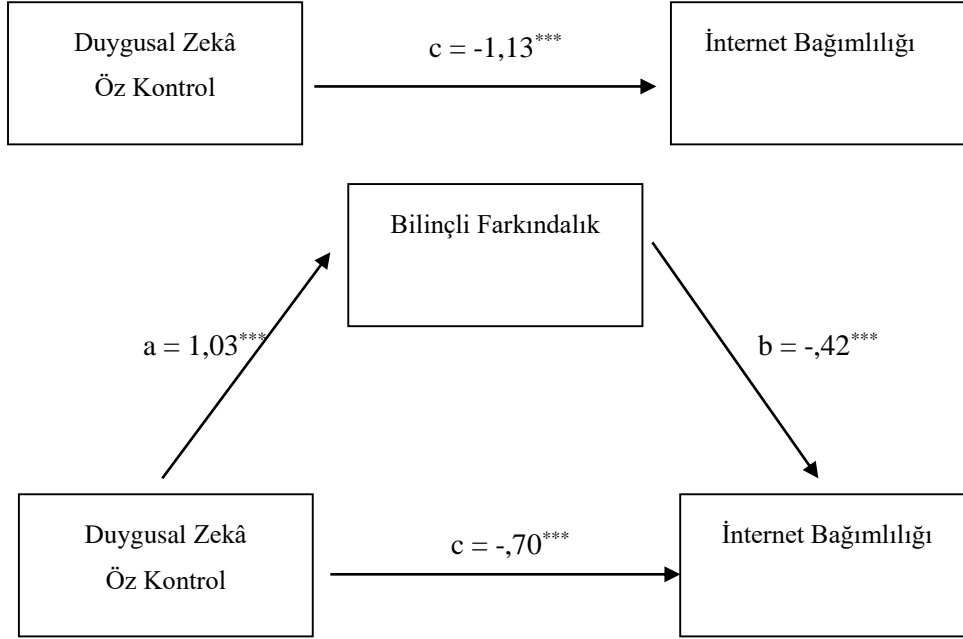 Duygusal Zekâ
Öz Kontrol
c = -1,13***
İnternet Bağımlılığı
Bilinçli Farkındalık
a = 1,03***
b = -,42***
Duygusal Zekâ
Öz Kontrol
c = -,70***
İnternet Bağımlılığı